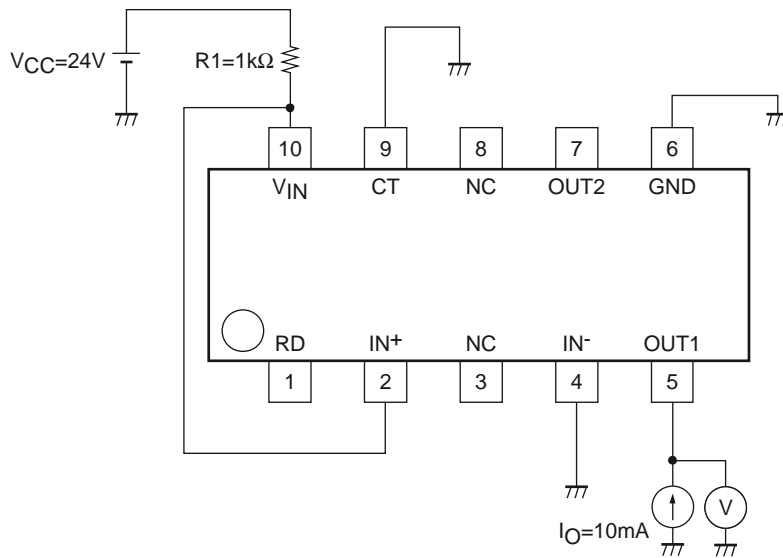 VCC=24V
R1=1kΩ
10 9 8 7 6
VIN CT NC OUT2 GND
RD IN+ NC IN- OUT1
1 2 3 4 5
IO=10mA
V